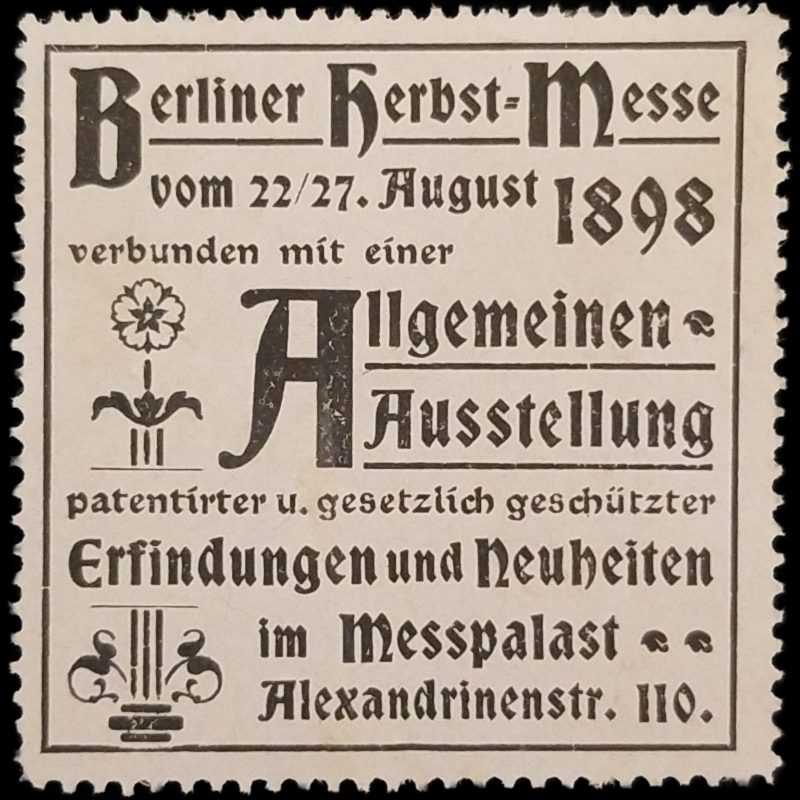 Berliner Herbst-Messe
vom 22/27. August 1898
verbunden mit einer
Allgemeinen
Ausstellung
patentirter u. gesetzlich geschützter
Erfindungen und Neuheiten
im Messpalast
Alexandrinenstr. 110.